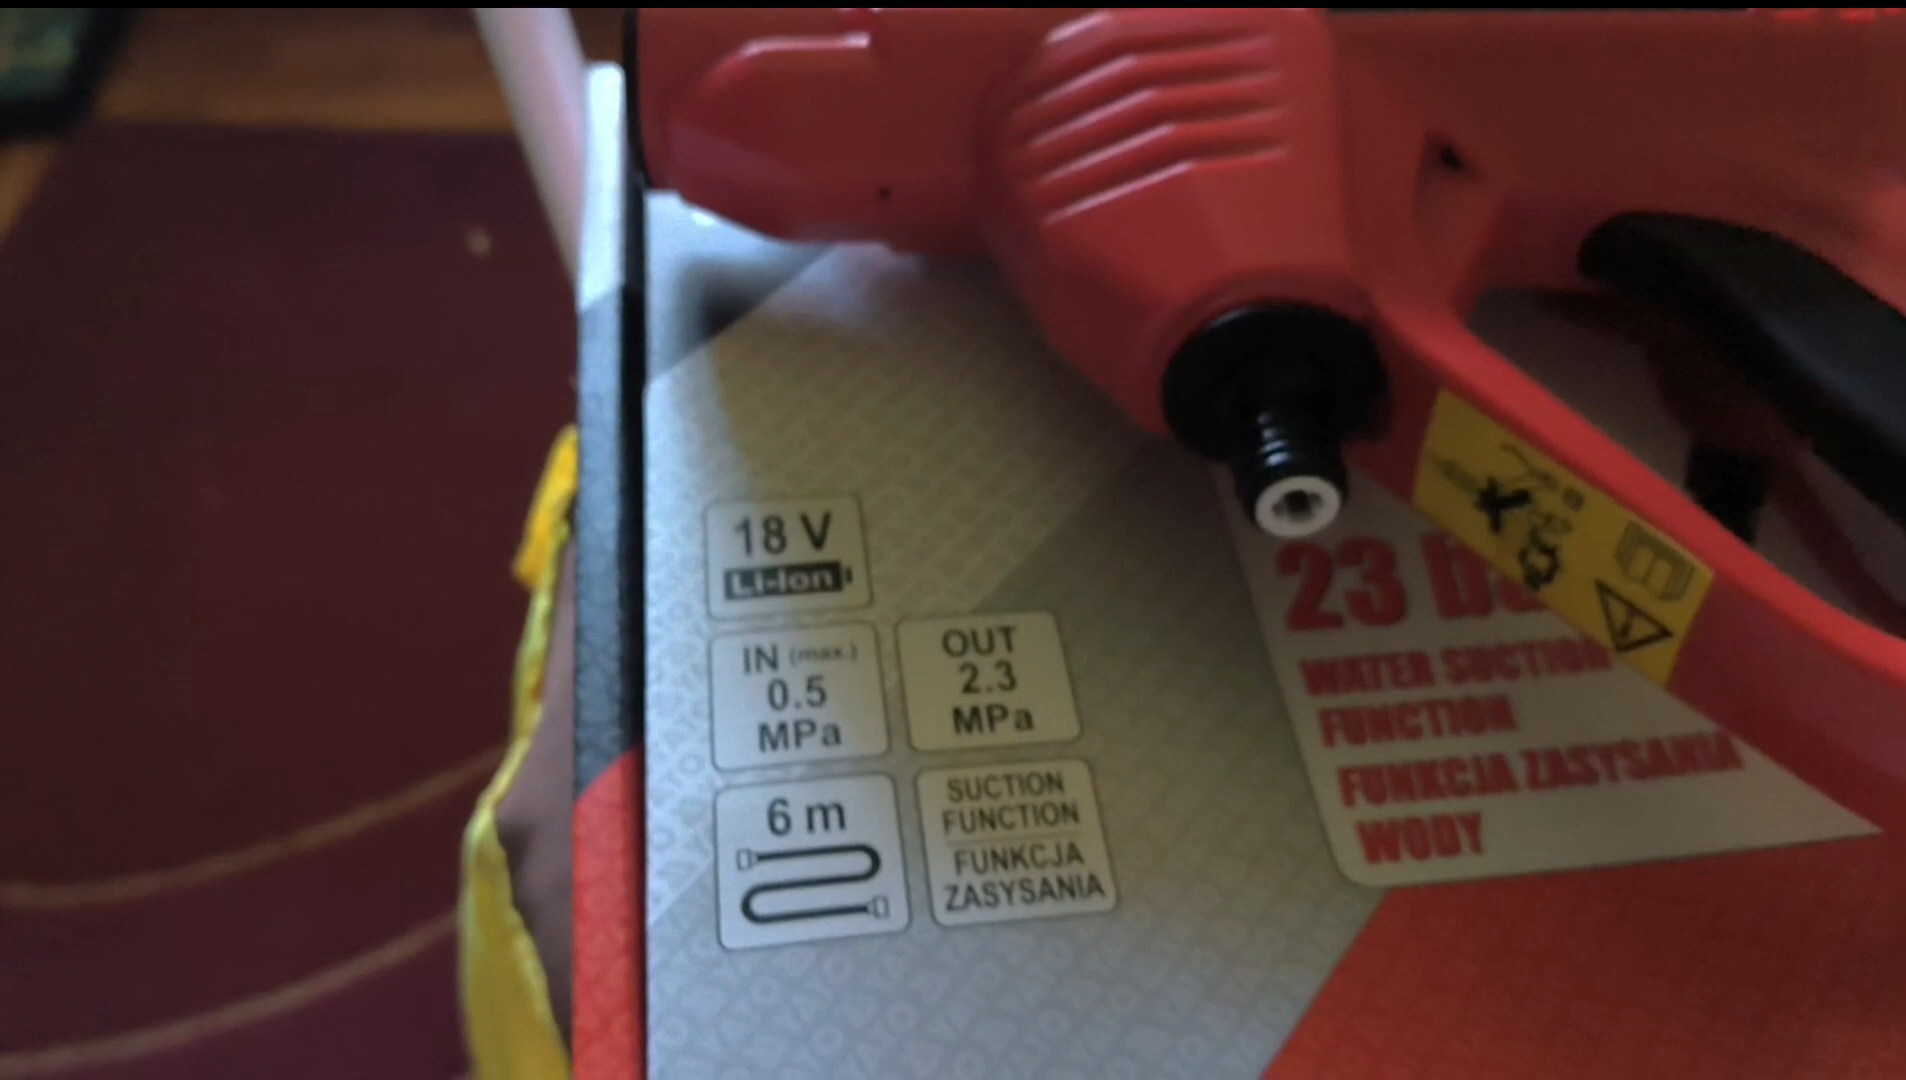 18 V
Li-Ion
IN (max.)
0.5
MPa
OUT
2.3
MPa
6 m
SUCTION
FUNCTION
FUNKCJA
ZASYSANIA
23
WATER SUCTION
FUNCTION
FUNKCJA ZASYSANIA
WODY
YATO